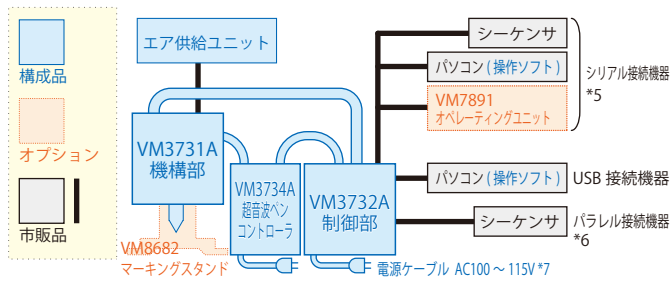 構成品
オプション
市販品
エア供給ユニット
VM3731A
機構部
VM8682
マーキングスタンド
VM3734A
超音波ペン
コントローラ
VM3732A
制御部
シーケンサ
パソコン(操作ソフト)
VM7891
オペレーティングユニット
シリアル接続機器
*5
パソコン(操作ソフト)
USB 接続機器
シーケンサ
パラレル接続機器
*6
電源ケーブル AC100～115V *7